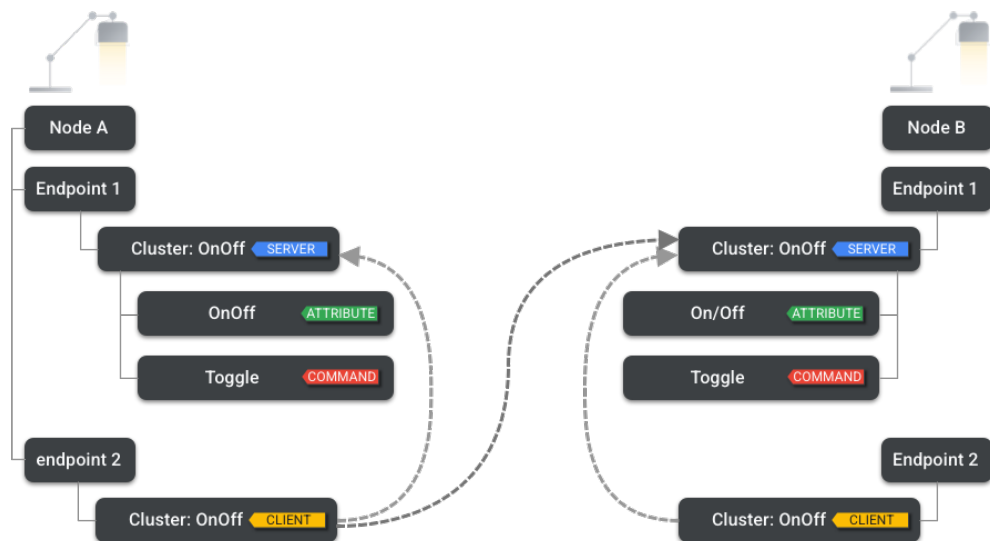 Node A
Endpoint 1
Cluster: OnOff SERVER
OnOff ATTRIBUTE
Toggle COMMAND
endpoint 2
Cluster: OnOff CLIENT
Node B
Endpoint 1
Cluster: OnOff SERVER
On/Off ATTRIBUTE
Toggle COMMAND
Endpoint 2
Cluster: OnOff CLIENT